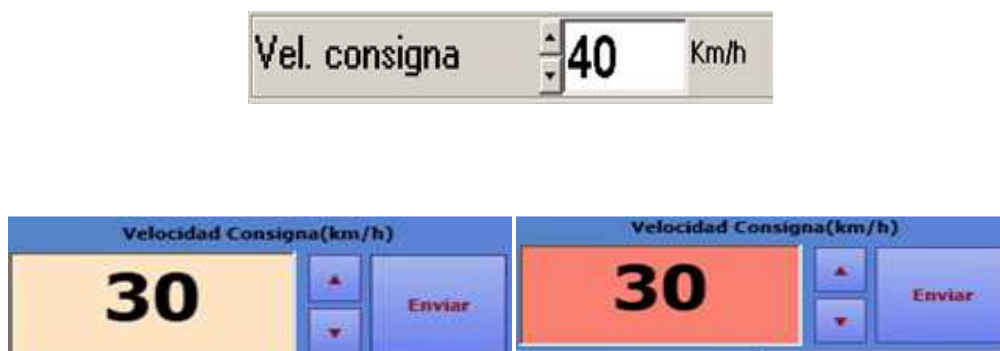 Vel. consigna 40 Km/h
Velocidad Consigna(km/h) Velocidad Consigna(km/h)
30 Enviar 30 Enviar